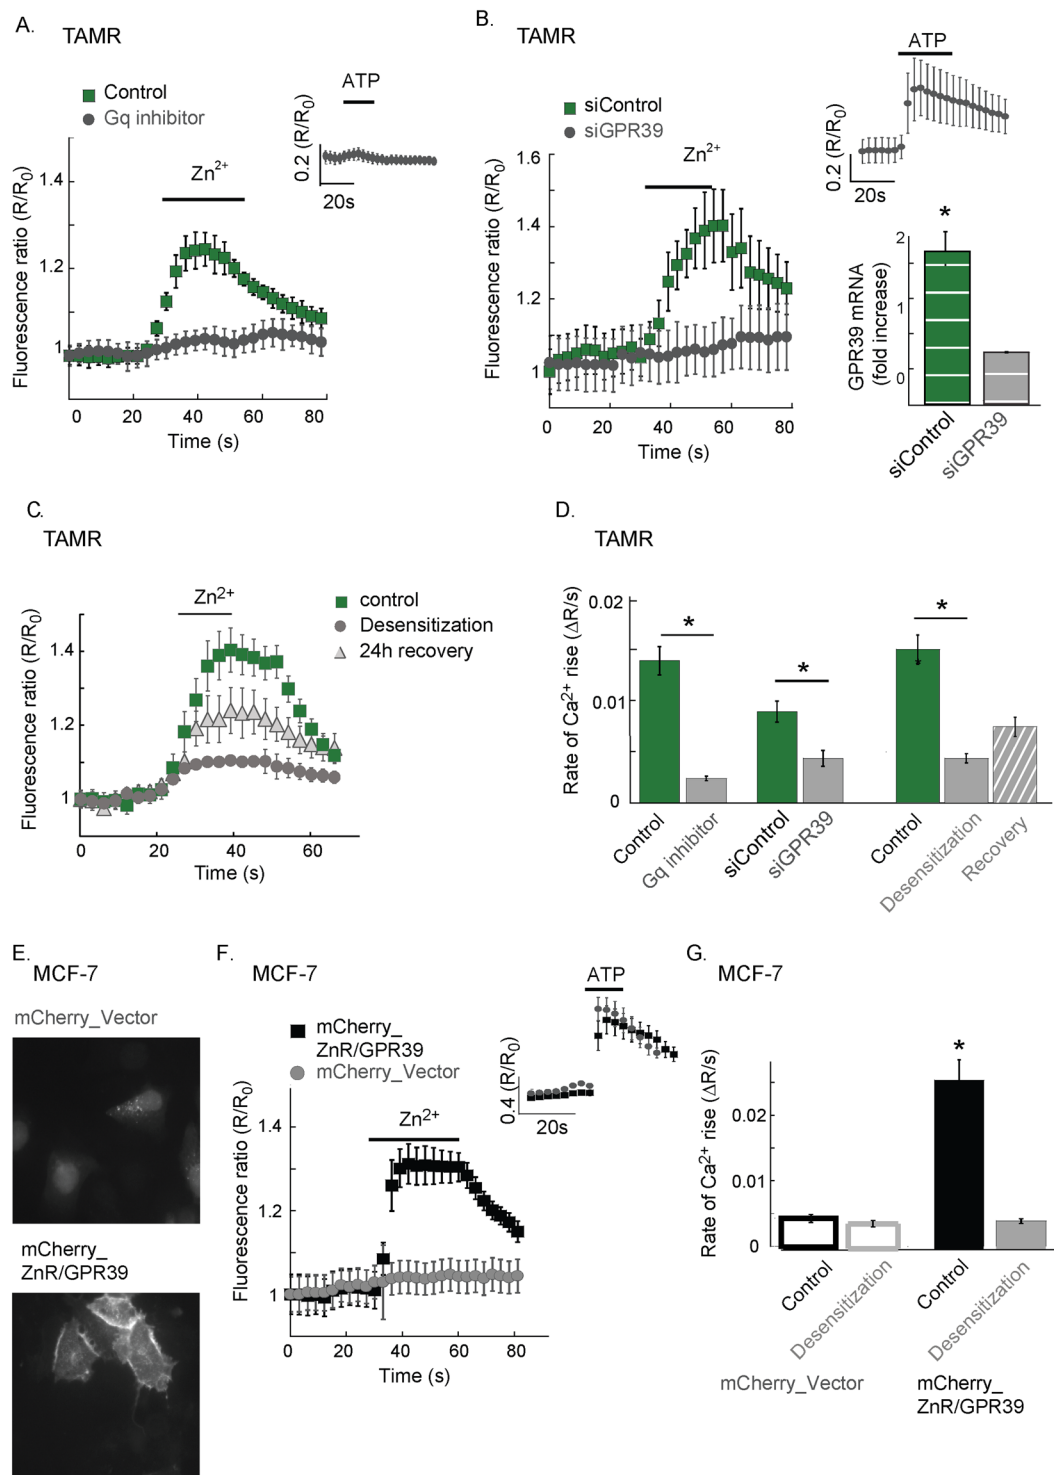 A.
TAMR
Control
Gq inhibitor
ATP
0.2 (R/R0)
20s
Zn2+
Fluorescence ratio (R/R0)
1.4
1.2
1
0 20 40 60 80
Time (s)
B.
TAMR
siControl
siGPR39
ATP
0.2 (R/R0)
20s
Zn2+
Fluorescence ratio (R/R0)
1.6
1.4
1.2
1
0 20 40 60 80
Time (s)
*
GPR39 mRNA
(fold increase)
2
1
0
siControl
siGPR39
C.
TAMR
Zn2+
control
Desensitization
24h recovery
Fluorescence ratio (R/R0)
1.4
1.2
1
0 20 40 60
Time (s)
D.
TAMR
Rate of Ca2+ rise (ΔR/s)
0.02
0.01
0
*
*
*
Control
Gq inhibitor
siControl
siGPR39
Control
Desensitization
Recovery
E.
MCF-7
mCherry_Vector
mCherry_
ZnR/GPR39
F.
MCF-7
mCherry_
ZnR/GPR39
mCherry_Vector
ATP
0.4 (R/R0)
20s
Zn2+
Fluorescence ratio (R/R0)
1.4
1.2
1
0 20 40 60 80
Time (s)
G.
MCF-7
*
Rate of Ca2+ rise (ΔR/s)
0.02
0.01
0
Control
Desensitization
Control
Desensitization
mCherry_Vector
mCherry_
ZnR/GPR39